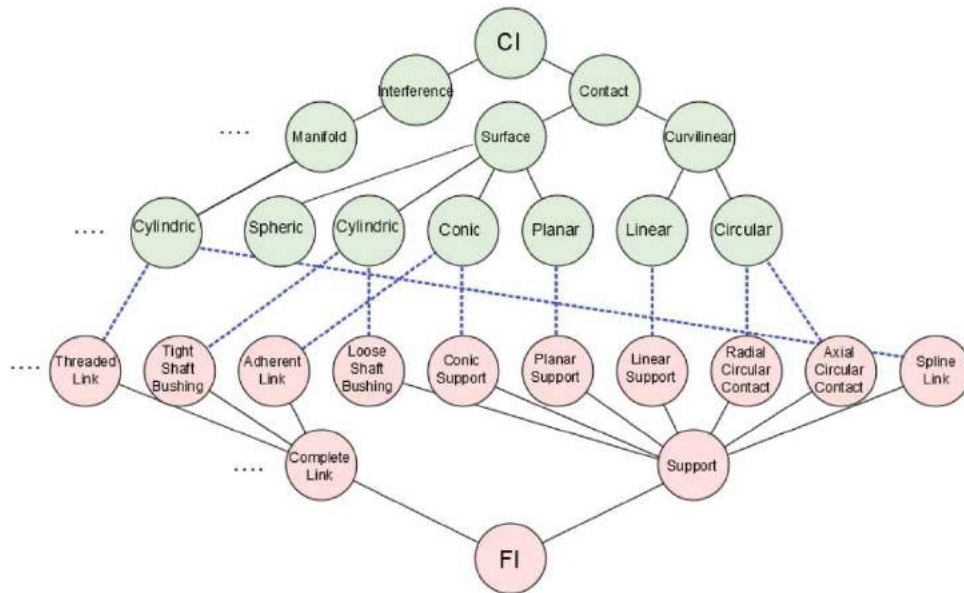 CI
Interference
Contact
....
Manifold
Surface
Curvilinear
....
Cylindric
Spheric
Cylindric
Conic
Planar
Linear
Circular
....
Threaded
Link
Tight
Shaft
Bushing
Adherent
Link
Loose
Shaft
Bushing
Conic
Support
Planar
Support
Linear
Support
Radial
Circular
Contact
Axial
Circular
Contact
Spline
Link
....
Complete
Link
Support
FI